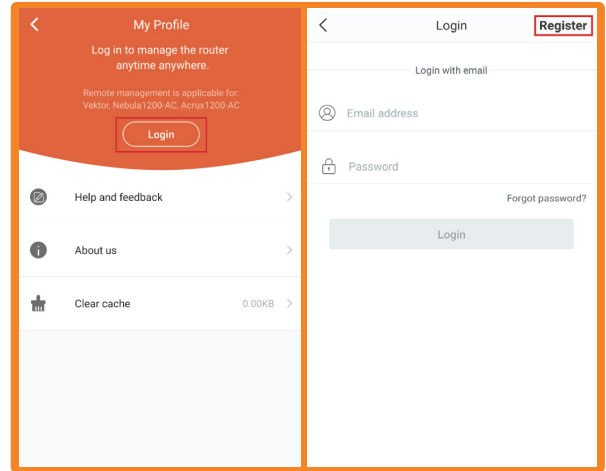 My Profile
Log in to manage the router
anytime anywhere.
Remote management is applicable for:
Vektor, Nebula1200-AC, Acrux1200-AC
Login
Help and feedback
About us
Clear cache 0.00KB
Login Register
Login with email
Email address
Password
Forgot password?
Login